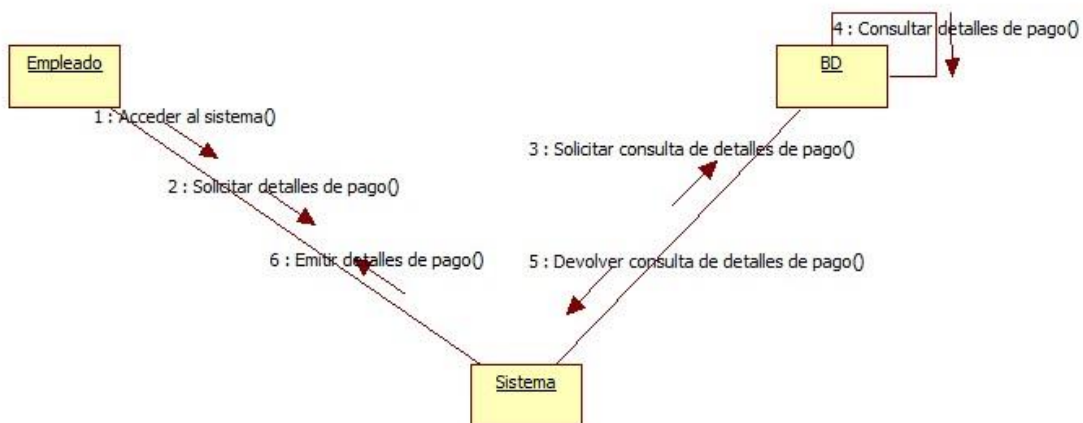 4 : Consultar detalles de pago()
Empleado
BD
1 : Acceder al sistema()
3 : Solicitar consulta de detalles de pago()
2 : Solicitar detalles de pago()
6 : Emitir detalles de pago()
5 : Devolver consulta de detalles de pago()
Sistema